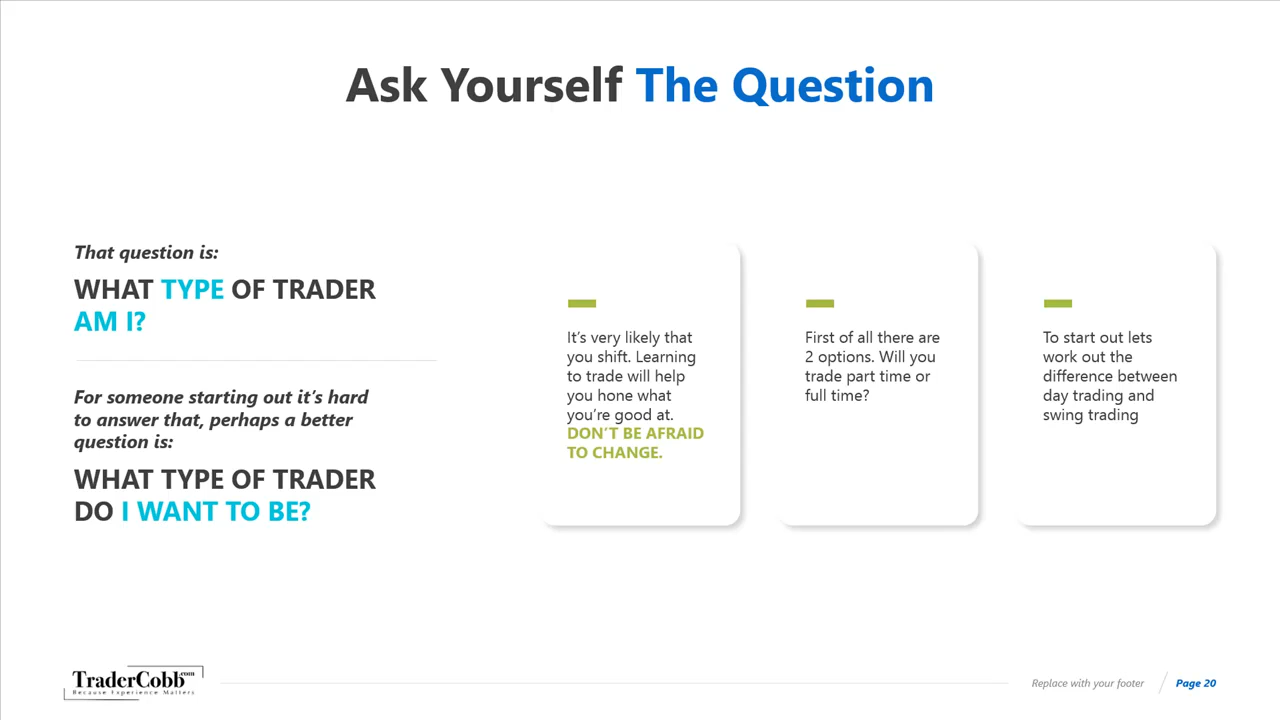 Ask Yourself The Question
That question is:
WHAT TYPE OF TRADER
AM I?
For someone starting out it’s hard
to answer that, perhaps a better
question is:
WHAT TYPE OF TRADER
DO I WANT TO BE?
It’s very likely that
you shift. Learning
to trade will help
you hone what
you’re good at.
DON’T BE AFRAID
TO CHANGE.
First of all there are
2 options. Will you
trade part time or
full time?
To start out lets
work out the
difference between
day trading and
swing trading
TraderCobb.com
Because Experience Matters
Replace with your footer
Page 20